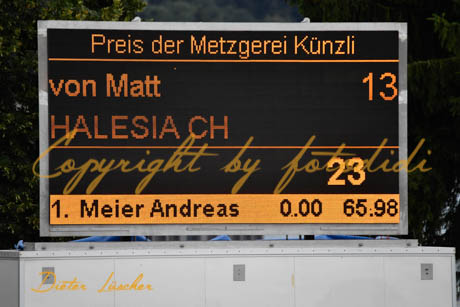 Preis der Metzgerei Künzli
von Matt 13
HALESIA CH
Copyright by fotodidi
23
1. Meier Andreas 0.00 65.98
Dieter Lüscher